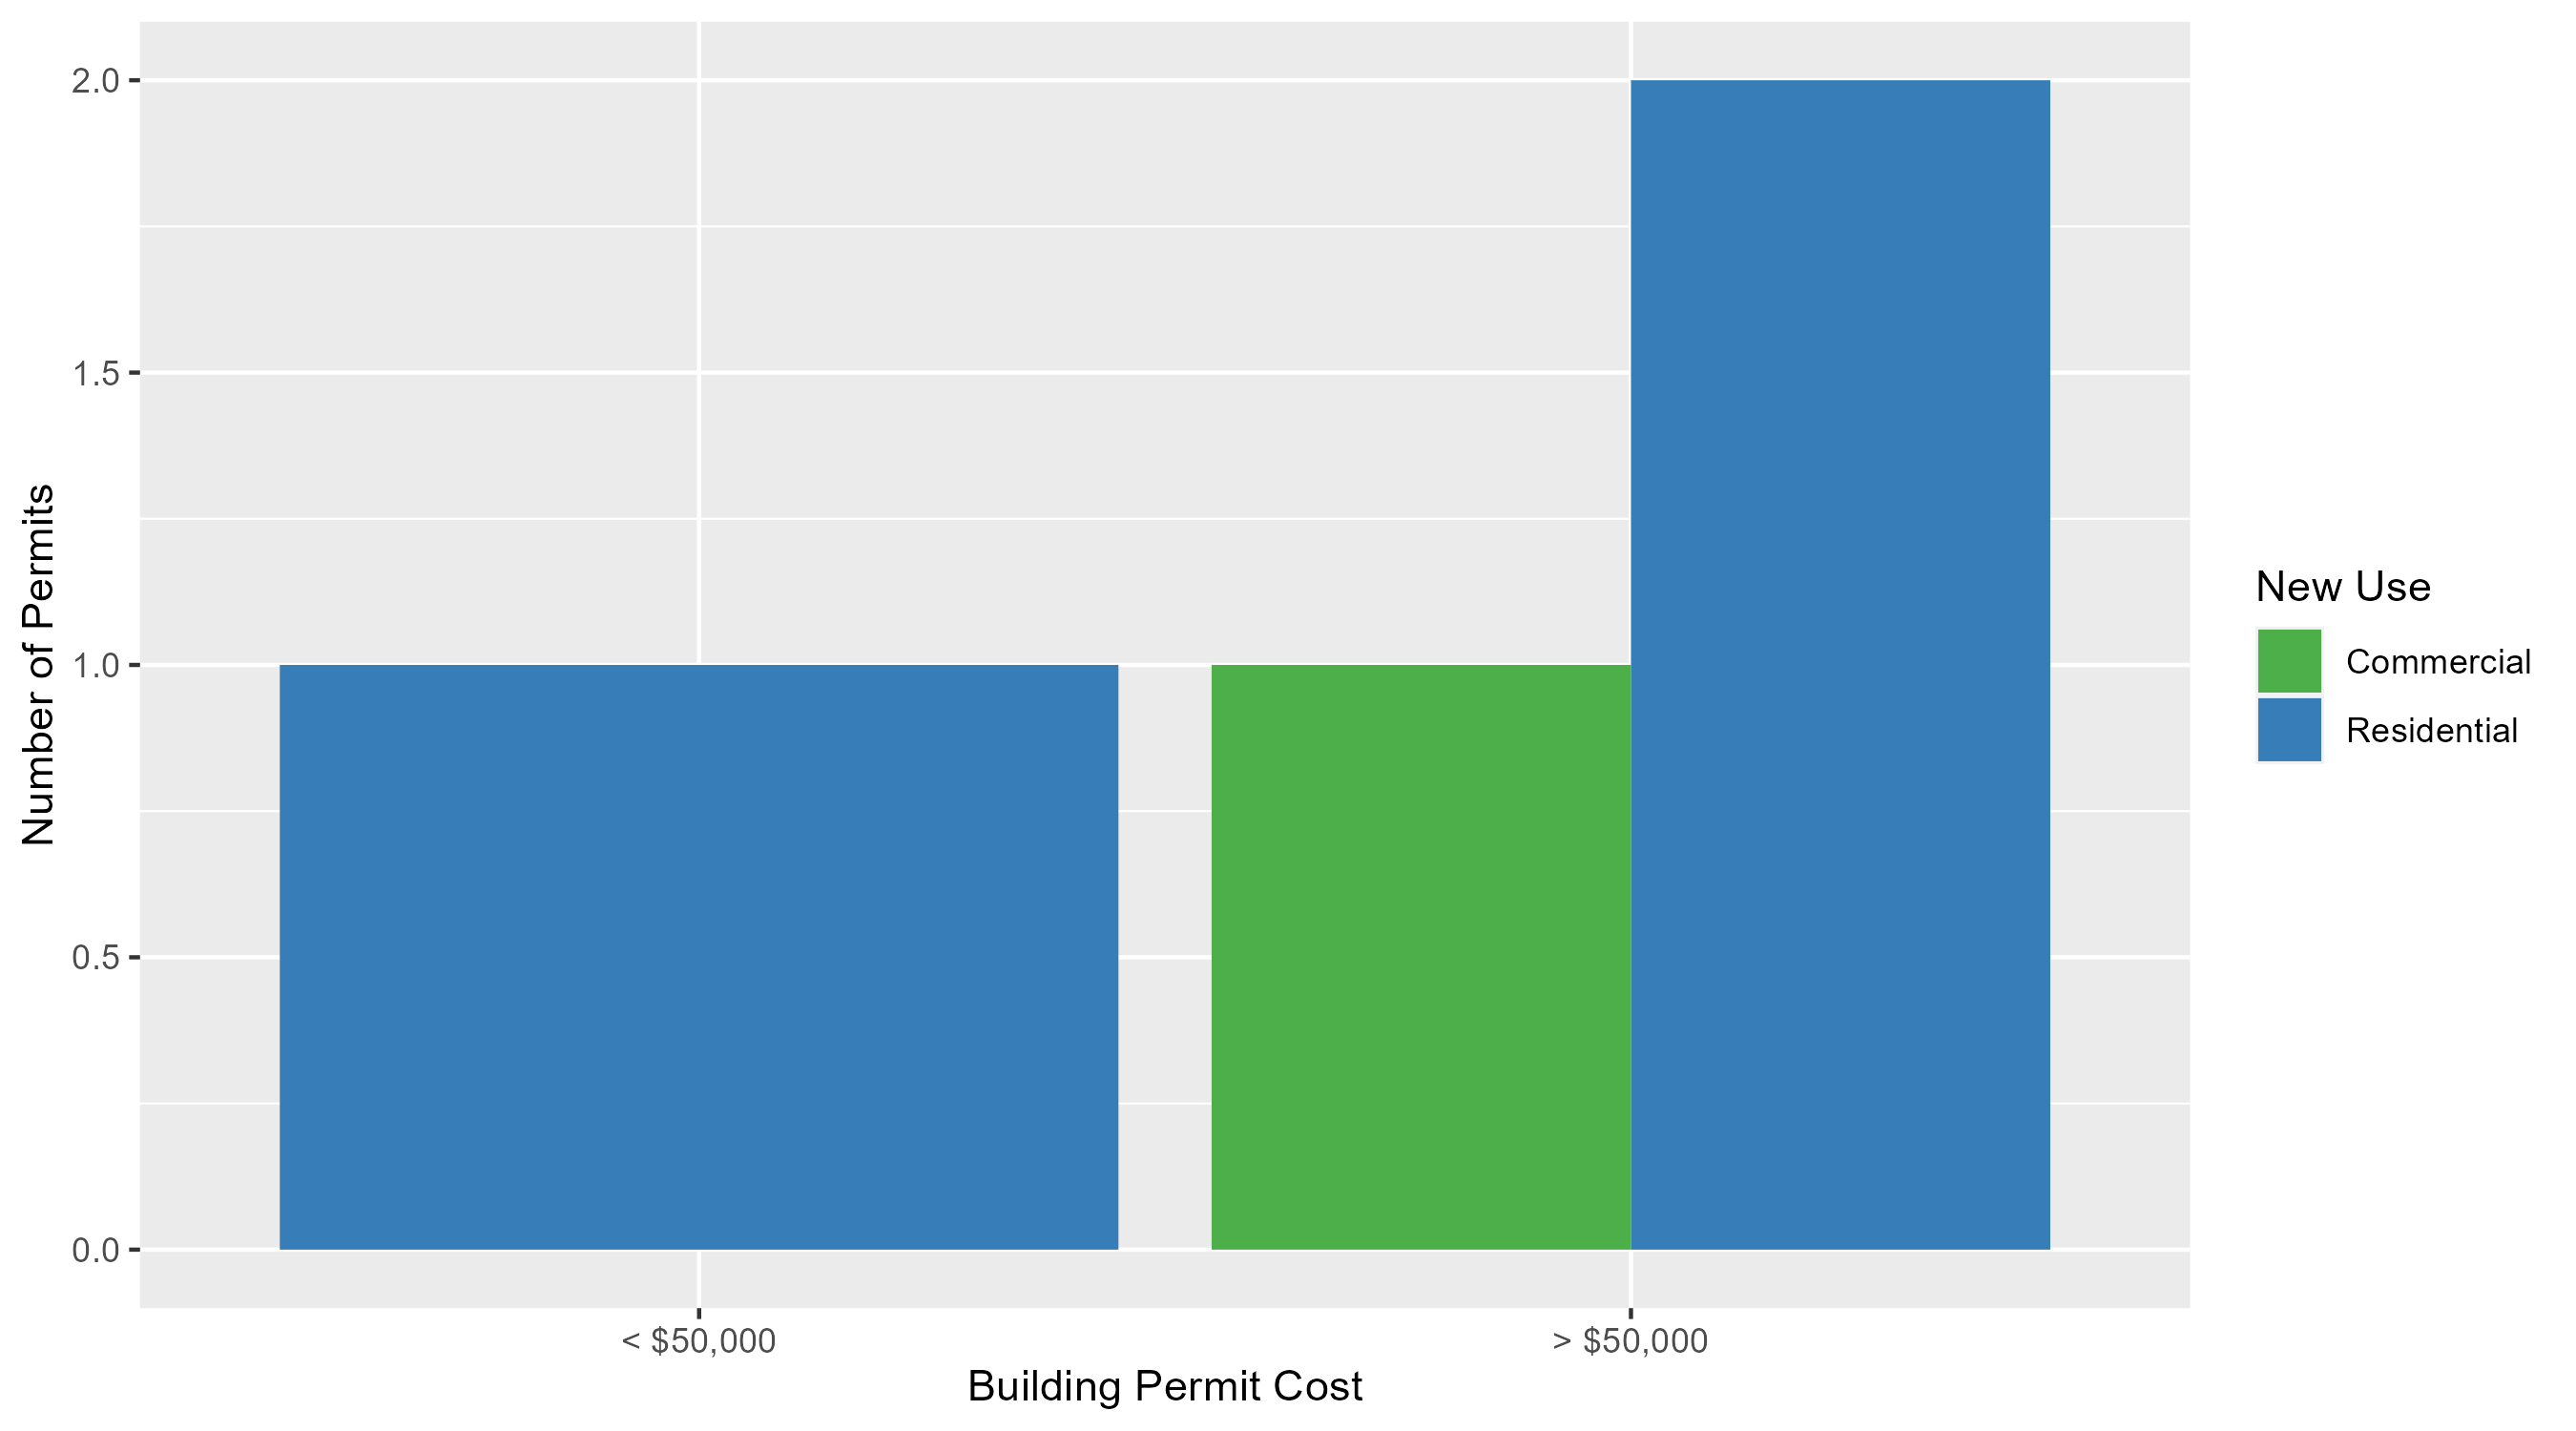 2.0
1.5
1.0
0.5
0.0
Number of Permits
< $50,000
> $50,000
Building Permit Cost
New Use
Commercial
Residential